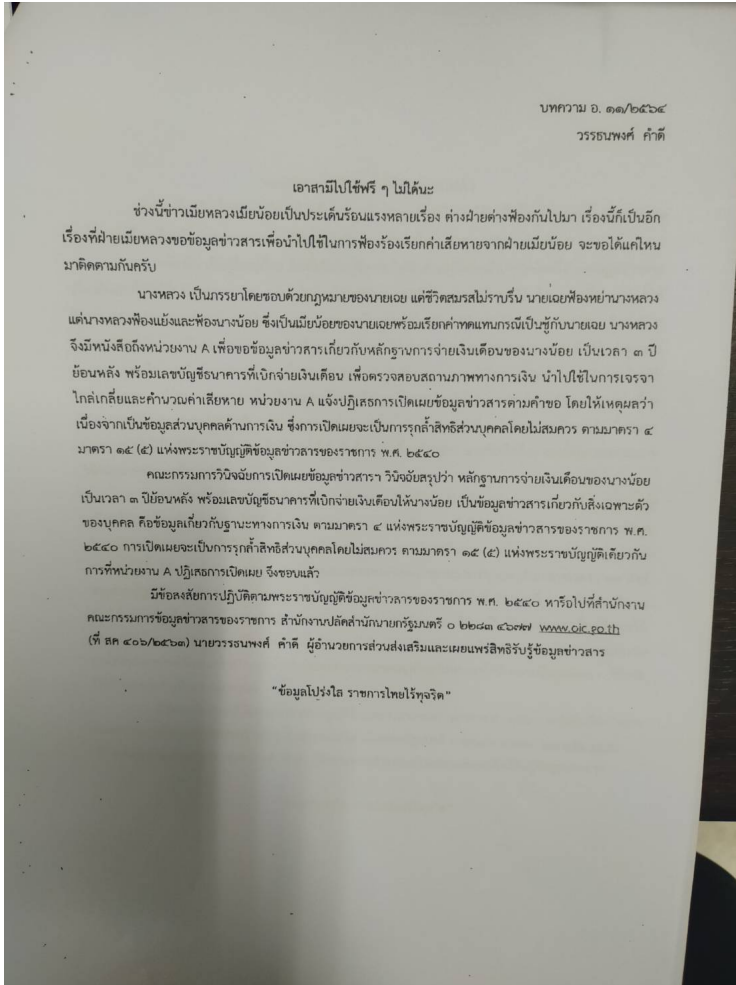 บทความ อ. ๑๑/๒๕๖๔
วรรธนพงศ์ คำดี
เอาสามีไปใช้ฟรี ๆ ไม่ได้นะ
ช่วงนี้ข่าวเมียหลวงเมียน้อยเป็นประเด็นร้อนแรงหลายเรื่อง ต่างฝ่ายต่างฟ้องกันไปมา เรื่องนี้ก็เป็นอีก
เรื่องที่ฝ่ายเมียหลวงขอข้อมูลข่าวสารเพื่อนำไปใช้ในการฟ้องร้องเรียกค่าเสียหายจากฝ่ายเมียน้อย จะขอได้แค่ไหน
มาติดตามกันครับ
นางหลวง เป็นภรรยาโดยชอบด้วยกฎหมายของนายเฉย แต่ชีวิตสมรสไม่ราบรื่น นายเฉยฟ้องหย่านางหลวง
แต่นางหลวงฟ้องแย้งและฟ้องนางน้อย ซึ่งเป็นเมียน้อยของนายเฉยพร้อมเรียกค่าทดแทนกรณีเป็นชู้กับนายเฉย นางหลวง
จึงมีหนังสือถึงหน่วยงาน A เพื่อขอข้อมูลข่าวสารเกี่ยวกับหลักฐานการจ่ายเงินเดือนของนางน้อย เป็นเวลา ๓ ปี
ย้อนหลัง พร้อมเลขบัญชีธนาคารที่เบิกจ่ายเงินเดือน เพื่อตรวจสอบสถานภาพทางการเงิน นำไปใช้ในการเจรจา
ไกล่เกลี่ยและคำนวณค่าเสียหาย หน่วยงาน A แจ้งปฏิเสธการเปิดเผยข้อมูลข่าวสารตามคำขอ โดยให้เหตุผลว่า
เนื่องจากเป็นข้อมูลส่วนบุคคลด้านการเงิน ซึ่งการเปิดเผยจะเป็นการรุกล้ำสิทธิส่วนบุคคลโดยไม่สมควร ตามมาตรา ๔
มาตรา ๑๕ (๕) แห่งพระราชบัญญัติข้อมูลข่าวสารของราชการ พ.ศ. ๒๕๔๐
คณะกรรมการวินิจฉัยการเปิดเผยข้อมูลข่าวสารฯ วินิจฉัยสรุปว่า หลักฐานการจ่ายเงินเดือนของนางน้อย
เป็นเวลา ๓ ปีย้อนหลัง พร้อมเลขบัญชีธนาคารที่เบิกจ่ายเงินเดือนให้นางน้อย เป็นข้อมูลข่าวสารเกี่ยวกับสิ่งเฉพาะตัว
ของบุคคล คือข้อมูลเกี่ยวกับฐานะทางการเงิน ตามมาตรา ๔ แห่งพระราชบัญญัติข้อมูลข่าวสารของราชการ พ.ศ.
๒๕๔๐ การเปิดเผยจะเป็นการรุกล้ำสิทธิส่วนบุคคลโดยไม่สมควร ตามมาตรา ๑๕ (๕) แห่งพระราชบัญญัติเดียวกัน
การที่หน่วยงาน A ปฏิเสธการเปิดเผย จึงชอบแล้ว
มีข้อสงสัยการปฏิบัติตามพระราชบัญญัติข้อมูลข่าวสารของราชการ พ.ศ. ๒๕๔๐ หารือไปที่สำนักงาน
คณะกรรมการข้อมูลข่าวสารของราชการ สำนักงานปลัดสำนักนายกรัฐมนตรี ๐ ๒๒๘๓ ๔๖๗๗ www.oic.go.th
(ที่ สค ๔๐๖/๒๕๖๓) นายวรรธนพงศ์ คำดี ผู้อำนวยการส่วนส่งเสริมและเผยแพร่สิทธิรับรู้ข้อมูลข่าวสาร
"ข้อมูลโปร่งใส ราชการไทยไร้ทุจริต"